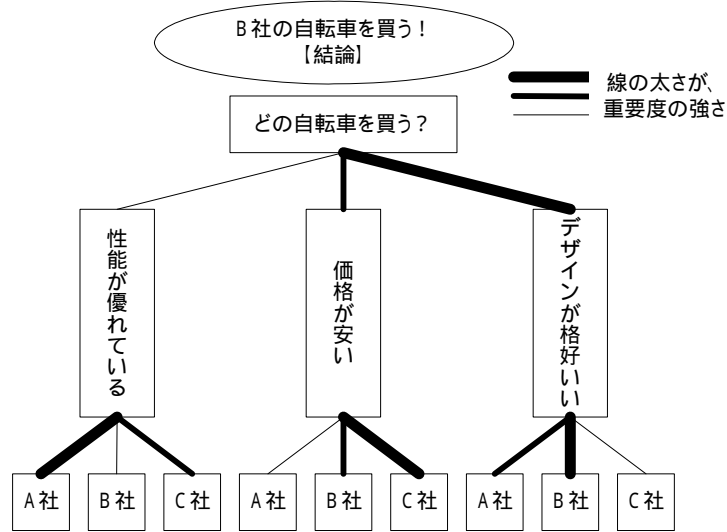 B社の自転車を買う！
【結論】
線の太さが、
重要度の強さ
どの自転車を買う？
性能が優れている
価格が安い
デザインが格好いい
A社
B社
C社
A社
B社
C社
A社
B社
C社